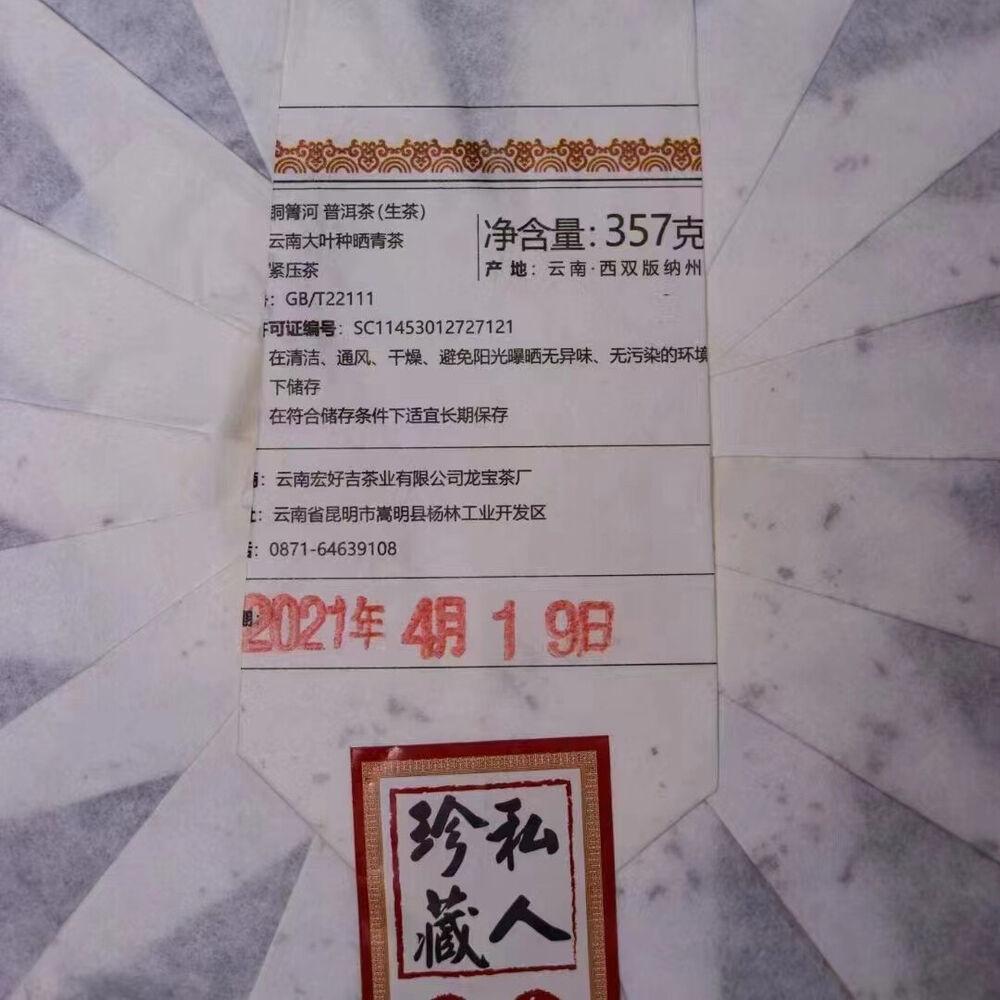 铜箐河 普洱茶(生茶)
云南大叶种晒青茶
紧压茶
净含量:357克
产地:云南·西双版纳州
: GB/T22111
许可证编号: SC11453012727121
在清洁、通风、干燥、避免阳光曝晒无异味、无污染的环境
下储存
在符合储存条件下适宜长期保存
: 云南宏好吉茶业有限公司龙宝茶厂
址: 云南省昆明市嵩明县杨林工业开发区
话: 0871-64639108
期: 2021年 4月 19日
私人
珍藏